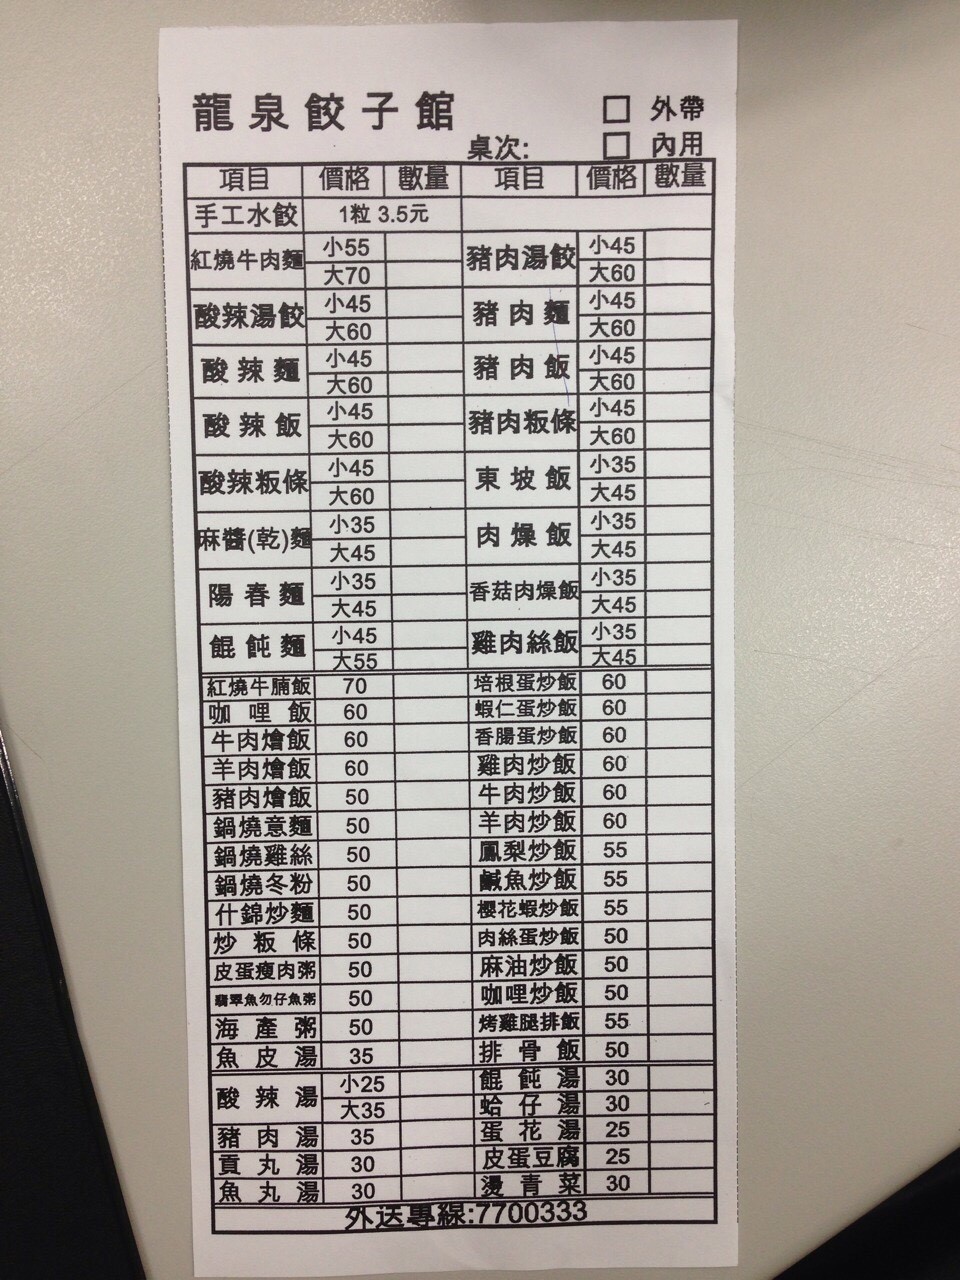 龍泉餃子館
□ 外帶
桌次: □ 內用
項目 價格 數量 項目 價格 數量
手工水餃 1粒 3.5元
紅燒牛肉麵 小55 大70 豬肉湯餃 小45 大60
酸辣湯餃 小45 大60 豬肉麵 小45 大60
酸辣麵 小45 大60 豬肉飯 小45 大60
酸辣飯 小45 大60 豬肉粄條 小45 大60
酸辣粄條 小45 大60 東坡飯 小35 大45
麻醬(乾)麵 小35 大45 肉燥飯 小35 大45
陽春麵 小35 大45 香菇肉燥飯 小35 大45
餛飩麵 小45 大55 雞肉絲飯 小35 大45
紅燒牛腩飯 70 培根蛋炒飯 60
咖哩飯 60 蝦仁蛋炒飯 60
牛肉燴飯 60 香腸蛋炒飯 60
羊肉燴飯 60 雞肉炒飯 60
豬肉燴飯 50 牛肉炒飯 60
鍋燒意麵 50 羊肉炒飯 60
鍋燒雞絲 50 鳳梨炒飯 55
鍋燒冬粉 50 鹹魚炒飯 55
什錦炒麵 50 櫻花蝦炒飯 55
炒粄條 50 肉絲蛋炒飯 50
皮蛋瘦肉粥 50 麻油炒飯 50
翡翠魚勿仔魚粥 50 咖哩炒飯 50
海產粥 50 烤雞腿排飯 55
魚皮湯 35 排骨飯 50
酸辣湯 小25 大35 餛飩湯 30
蛤仔湯 30
豬肉湯 35 蛋花湯 25
貢丸湯 30 皮蛋豆腐 25
魚丸湯 30 燙青菜 30
外送專線:7700333